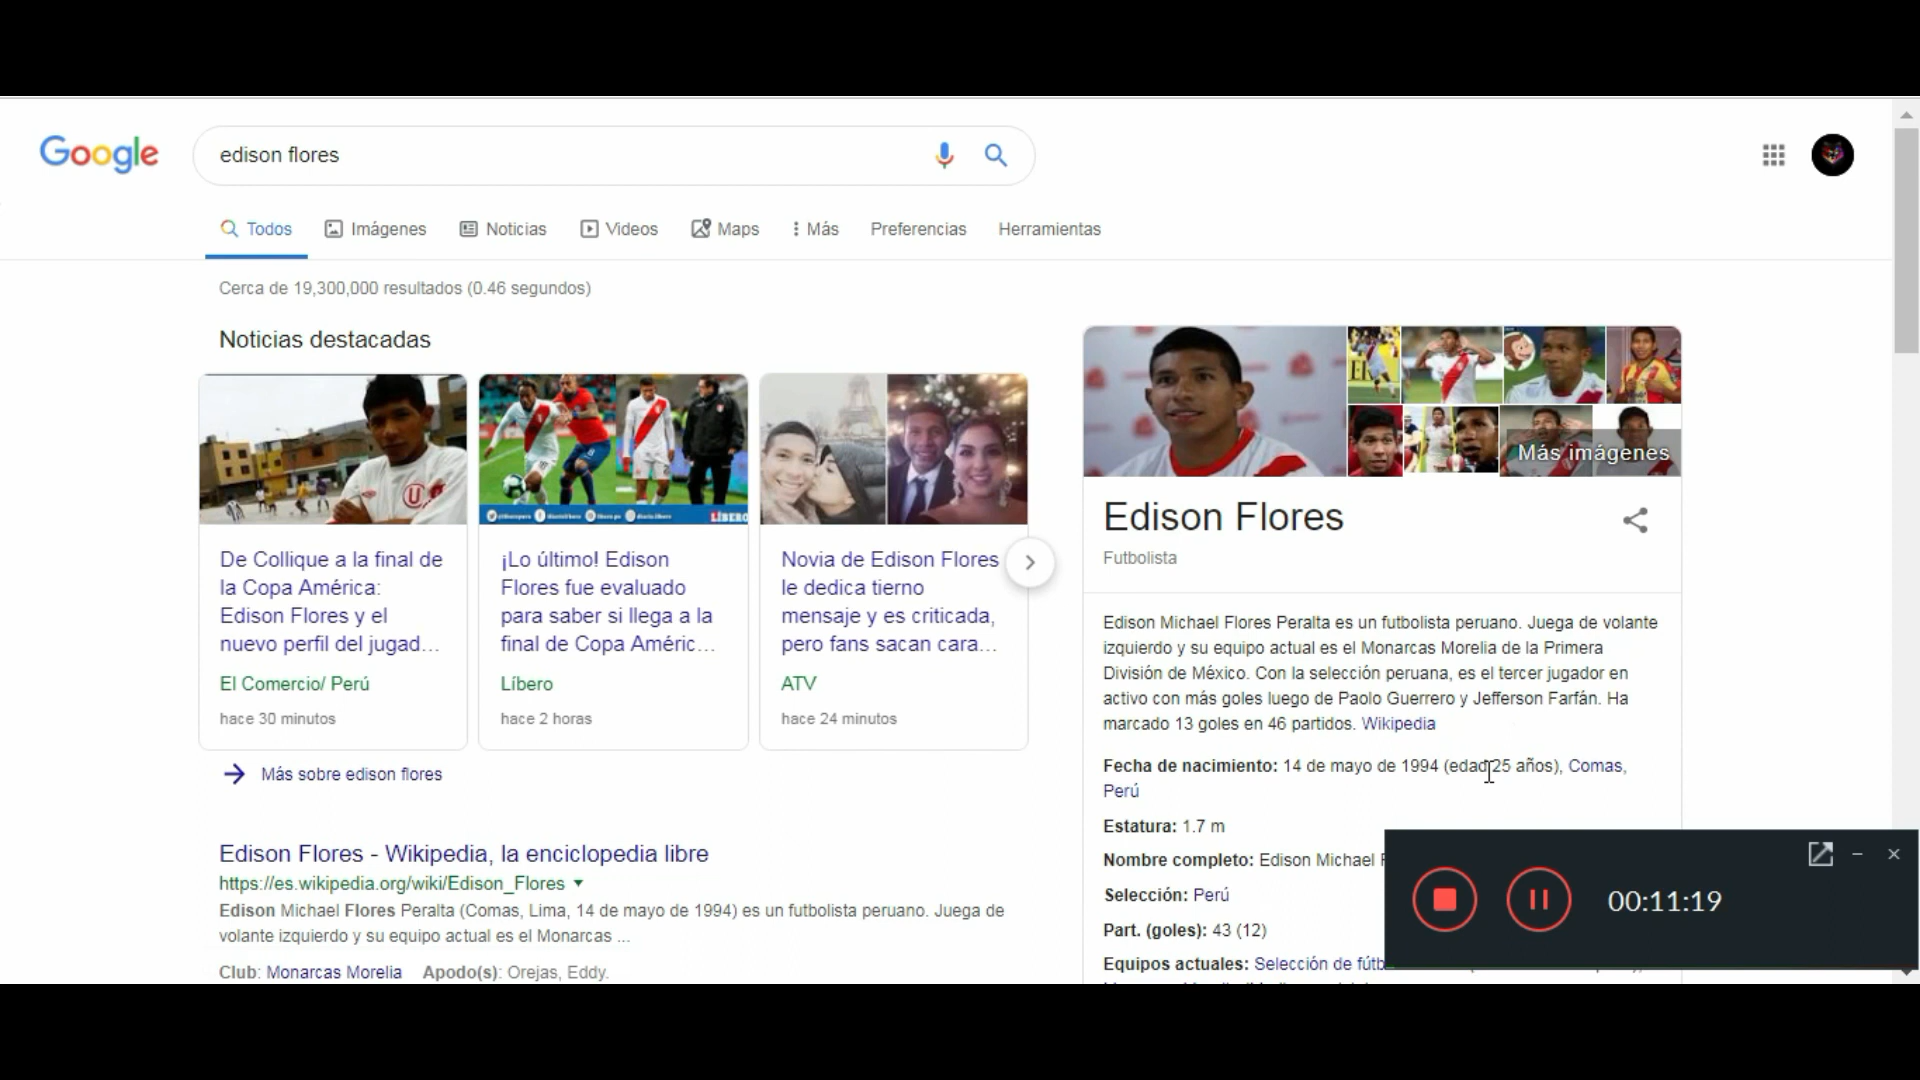 Google
edison flores
Todos
Imágenes
Noticias
Videos
Maps
Más
Preferencias
Herramientas
Cerca de 19,300,000 resultados (0.46 segundos)
Noticias destacadas
De Collique a la final de
la Copa América:
Edison Flores y el
nuevo perfil del jugad...
El Comercio/ Perú
hace 30 minutos
LÍBERO
¡Lo último! Edison
Flores fue evaluado
para saber si llega a la
final de Copa Améric...
Líbero
hace 2 horas
Novia de Edison Flores
le dedica tierno
mensaje y es criticada,
pero fans sacan cara...
ATV
hace 24 minutos
Más sobre edison flores
Edison Flores - Wikipedia, la enciclopedia libre
https://es.wikipedia.org/wiki/Edison_Flores
Edison Michael Flores Peralta (Comas, Lima, 14 de mayo de 1994) es un futbolista peruano. Juega de
volante izquierdo y su equipo actual es el Monarcas ...
Club: Monarcas Morelia Apodo(s): Orejas, Eddy.
Más imágenes
Edison Flores
Futbolista
Edison Michael Flores Peralta es un futbolista peruano. Juega de volante
izquierdo y su equipo actual es el Monarcas Morelia de la Primera
División de México. Con la selección peruana, es el tercer jugador en
activo con más goles luego de Paolo Guerrero y Jefferson Farfán. Ha
marcado 13 goles en 46 partidos. Wikipedia
Fecha de nacimiento: 14 de mayo de 1994 (edad 25 años), Comas,
Perú
Estatura: 1.7 m
Nombre completo: Edison Michael
Selección: Perú
Part. (goles): 43 (12)
Equipos actuales: Selección de fútb
00:11:19